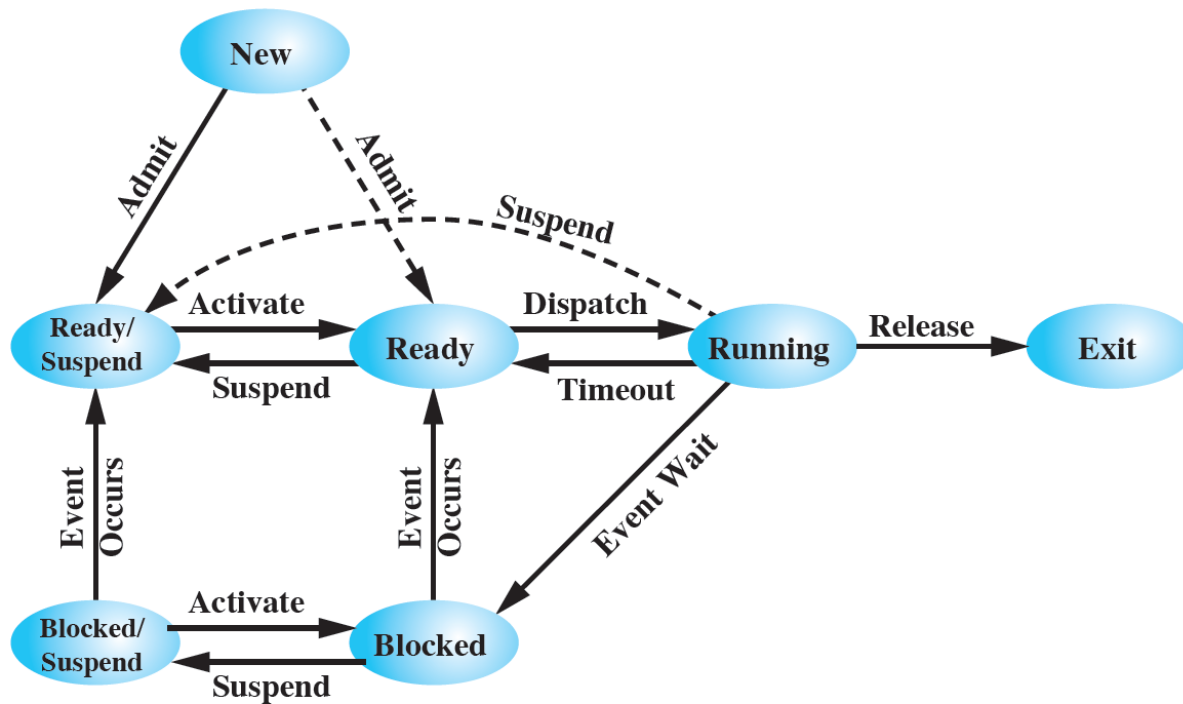 New
Admit
Admit
Suspend
Activate
Dispatch
Ready/
Suspend
Ready
Running
Release
Exit
Suspend
Timeout
Event
Occurs
Event
Occurs
Event Wait
Activate
Blocked/
Suspend
Blocked
Suspend